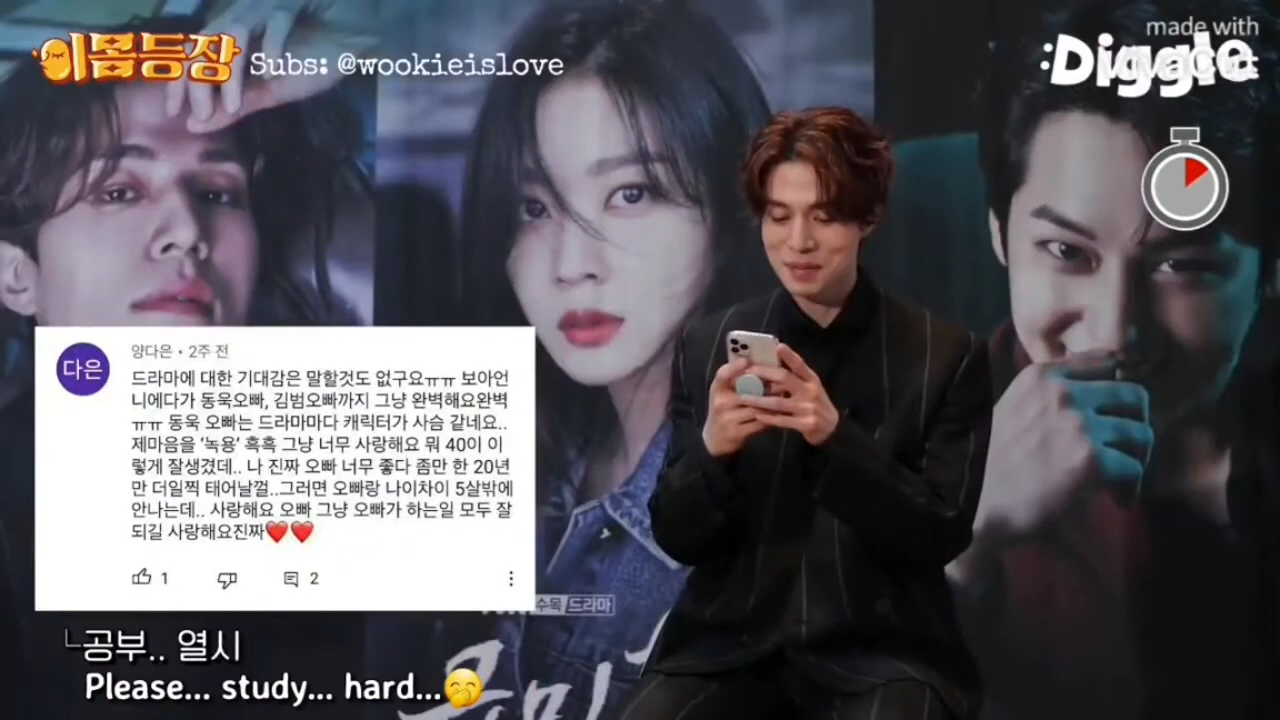 이봄등장 Subs: @wookieislove
made with
:Diggle
다은
양다은 • 2주 전
드라마에 대한 기대감은 말할것도 없구요ㅠㅠ 보아언
니에다가 동욱오빠, 김범오빠까지 그냥 완벽해요완벽
ㅠㅠ 동욱 오빠는 드라마마다 캐릭터가 사슴 같네요..
제마음을 ‘녹용’ 흑흑 그냥 너무 사랑해요 뭐 40이 이
렇게 잘생겼데.. 나 진짜 오빠 너무 좋다 좀만 한 20년
만 더일찍 태어날껄..그러면 오빠랑 나이차이 5살밖에
안나는데.. 사랑해요 오빠 그냥 오빠가 하는일 모두 잘
되길 사랑해요진짜❤️❤️
1 2
수목 드라마
└공부.. 열시
Please... study... hard...🤭